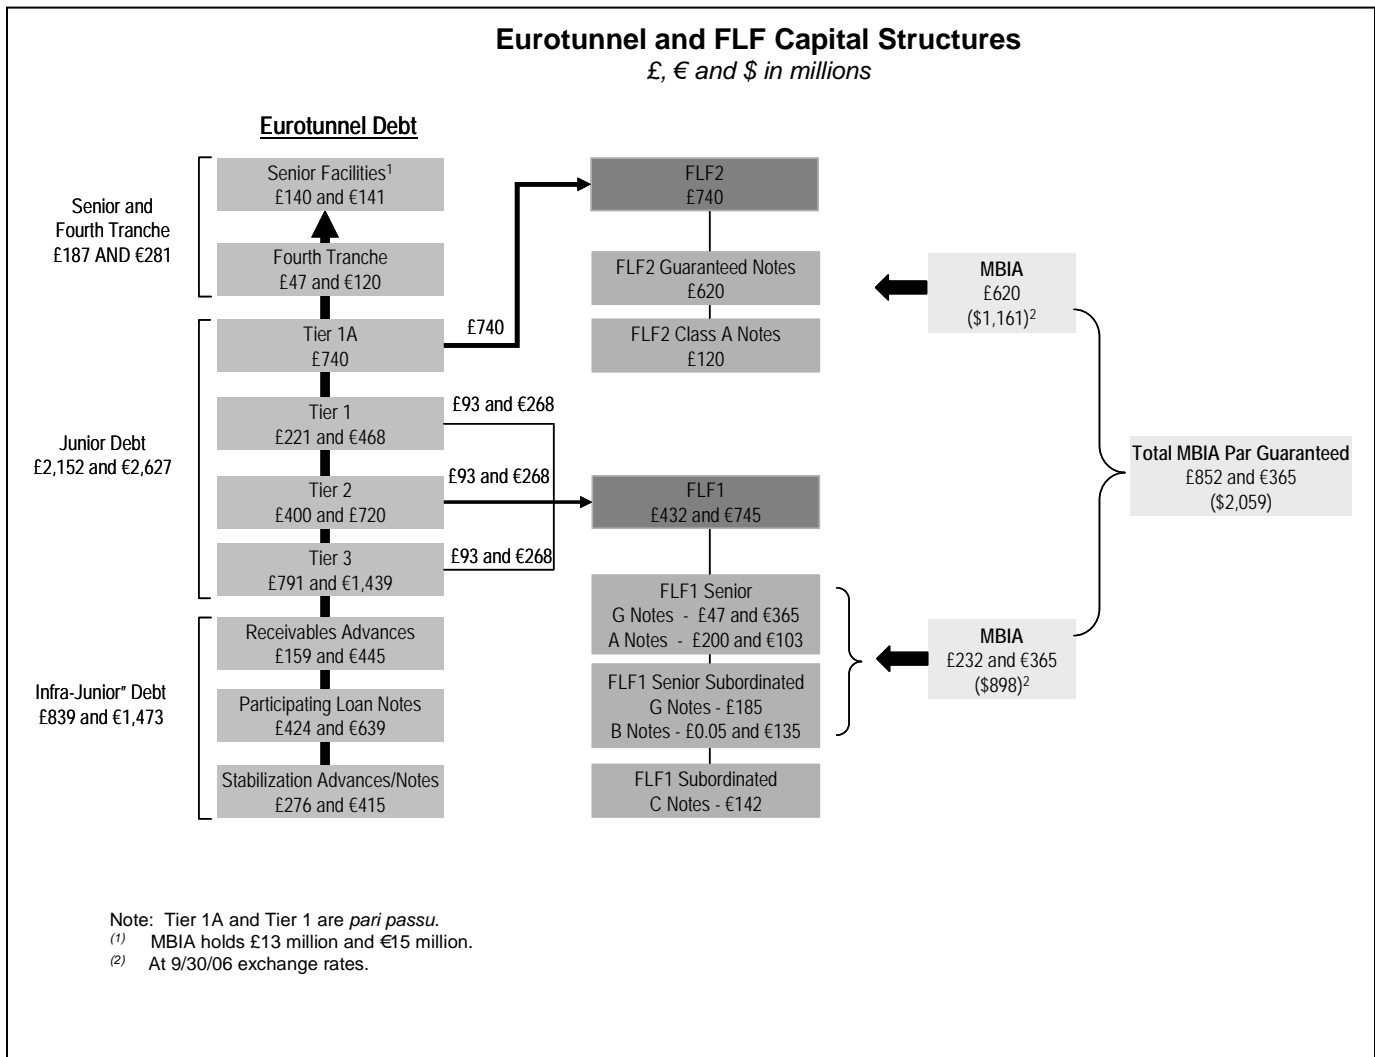 Eurotunnel and FLF Capital Structures
£, € and $ in millions
Eurotunnel Debt
Senior and
Fourth Tranche
£187 AND €281
Senior Facilities1
£140 and €141
Fourth Tranche
£47 and €120
Junior Debt
£2,152 and €2,627
Tier 1A
£740
Tier 1
£221 and €468
Tier 2
£400 and £720
Tier 3
£791 and €1,439
Infra-Junior” Debt
£839 and €1,473
Receivables Advances
£159 and €445
Participating Loan Notes
£424 and €639
Stabilization Advances/Notes
£276 and €415
£740
£93 and €268
£93 and €268
£93 and €268
FLF2
£740
FLF2 Guaranteed Notes
£620
FLF2 Class A Notes
£120
FLF1
£432 and €745
FLF1 Senior
G Notes - £47 and €365
A Notes - £200 and €103
FLF1 Senior Subordinated
G Notes - £185
B Notes - £0.05 and €135
FLF1 Subordinated
C Notes - €142
MBIA
£620
($1,161)2
MBIA
£232 and €365
($898)2
Total MBIA Par Guaranteed
£852 and €365
($2,059)
Note: Tier 1A and Tier 1 are pari passu.
(1) MBIA holds £13 million and €15 million.
(2) At 9/30/06 exchange rates.